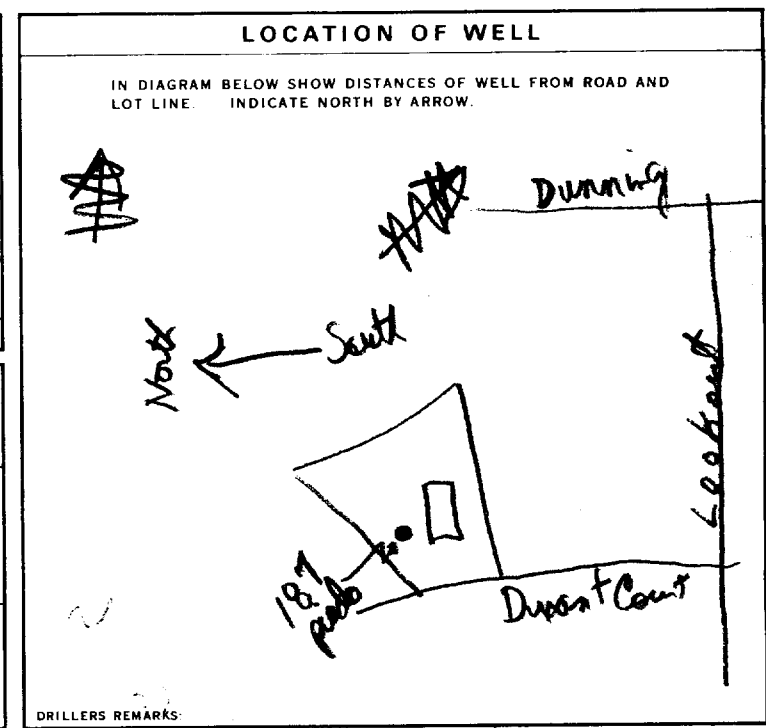 LOCATION OF WELL
IN DIAGRAM BELOW SHOW DISTANCES OF WELL FROM ROAD AND
LOT LINE. INDICATE NORTH BY ARROW.
Dunning
North
South
Lookout
Court
DRILLERS REMARKS: